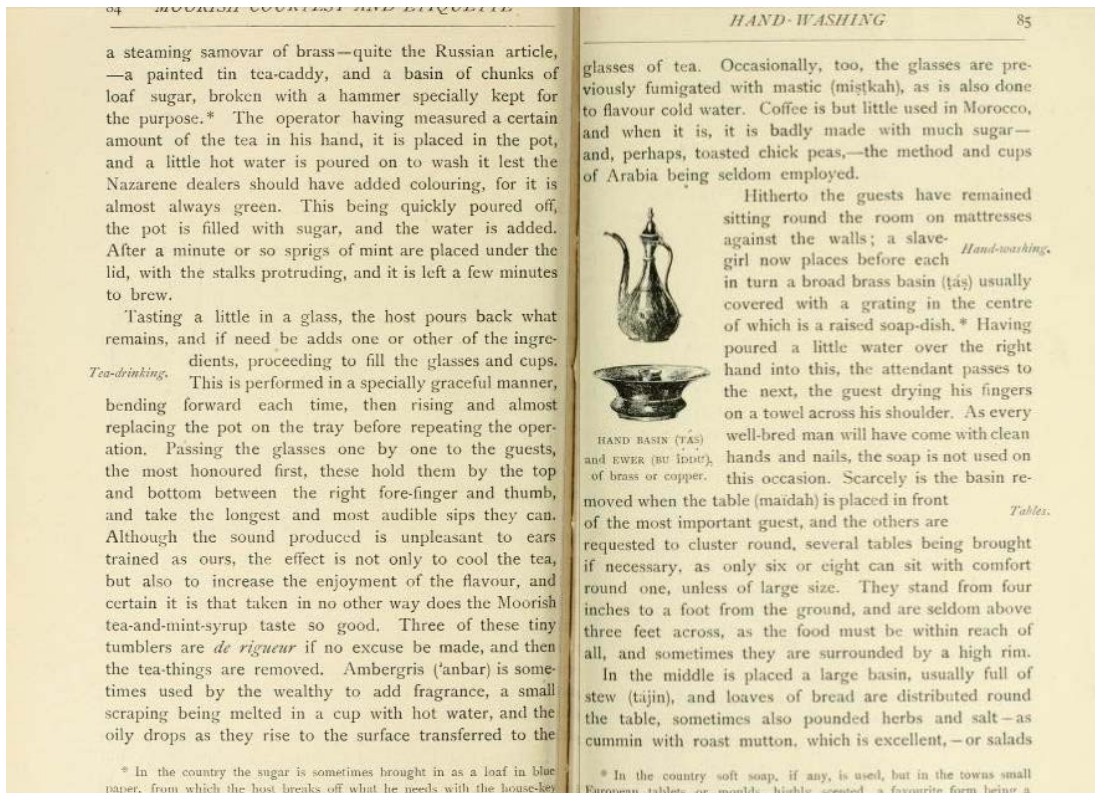 84 MOORISH COURTESY AND ETIQUETTE
a steaming samovar of brass—quite the Russian article,
—a painted tin tea-caddy, and a basin of chunks of
loaf sugar, broken with a hammer specially kept for
the purpose.* The operator having measured a certain
amount of the tea in his hand, it is placed in the pot,
and a little hot water is poured on to wash it lest the
Nazarene dealers should have added colouring, for it is
almost always green. This being quickly poured off,
the pot is filled with sugar, and the water is added.
After a minute or so sprigs of mint are placed under the
lid, with the stalks protruding, and it is left a few minutes
to brew.
Tasting a little in a glass, the host pours back what
remains, and if need be adds one or other of the ingre-
dients, proceeding to fill the glasses and cups.
Tea-drinking.
This is performed in a specially graceful manner,
bending forward each time, then rising and almost
replacing the pot on the tray before repeating the oper-
ation. Passing the glasses one by one to the guests,
the most honoured first, these hold them by the top
and bottom between the right fore-finger and thumb,
and take the longest and most audible sips they can.
Although the sound produced is unpleasant to ears
trained as ours, the effect is not only to cool the tea,
but also to increase the enjoyment of the flavour, and
certain it is that taken in no other way does the Moorish
tea-and-mint-syrup taste so good. Three of these tiny
tumblers are de rigueur if no excuse be made, and then
the tea-things are removed. Ambergris ('anbar) is some-
times used by the wealthy to add fragrance, a small
scraping being melted in a cup with hot water, and the
oily drops as they rise to the surface transferred to the
* In the country the sugar is sometimes brought in as a loaf in blue
paper, from which the host breaks off what he needs with the house-key
HAND-WASHING 85
glasses of tea. Occasionally, too, the glasses are pre-
viously fumigated with mastic (misṭkah), as is also done
to flavour cold water. Coffee is but little used in Morocco,
and when it is, it is badly made with much sugar—
and, perhaps, toasted chick peas,—the method and cups
of Arabia being seldom employed.
Hitherto the guests have remained
sitting round the room on mattresses
against the walls; a slave-
Hand-washing.
girl now places before each
in turn a broad brass basin (ṭáṣ) usually
covered with a grating in the centre
of which is a raised soap-dish.* Having
poured a little water over the right
hand into this, the attendant passes to
the next, the guest drying his fingers
on a towel across his shoulder. As every
well-bred man will have come with clean
hands and nails, the soap is not used on
this occasion. Scarcely is the basin re-
HAND BASIN (ṬÁṢ)
and EWER (BU ĪḌḌU),
of brass or copper.
moved when the table (maïdah) is placed in front
Tables.
of the most important guest, and the others are
requested to cluster round, several tables being brought
if necessary, as only six or eight can sit with comfort
round one, unless of large size. They stand from four
inches to a foot from the ground, and are seldom above
three feet across, as the food must be within reach of
all, and sometimes they are surrounded by a high rim.
In the middle is placed a large basin, usually full of
stew (ṭájin), and loaves of bread are distributed round
the table, sometimes also pounded herbs and salt—as
cummin with roast mutton, which is excellent,—or salads
* In the country soft soap, if any, is used, but in the towns small
European tablets or moulds, highly scented, a favourite form being a